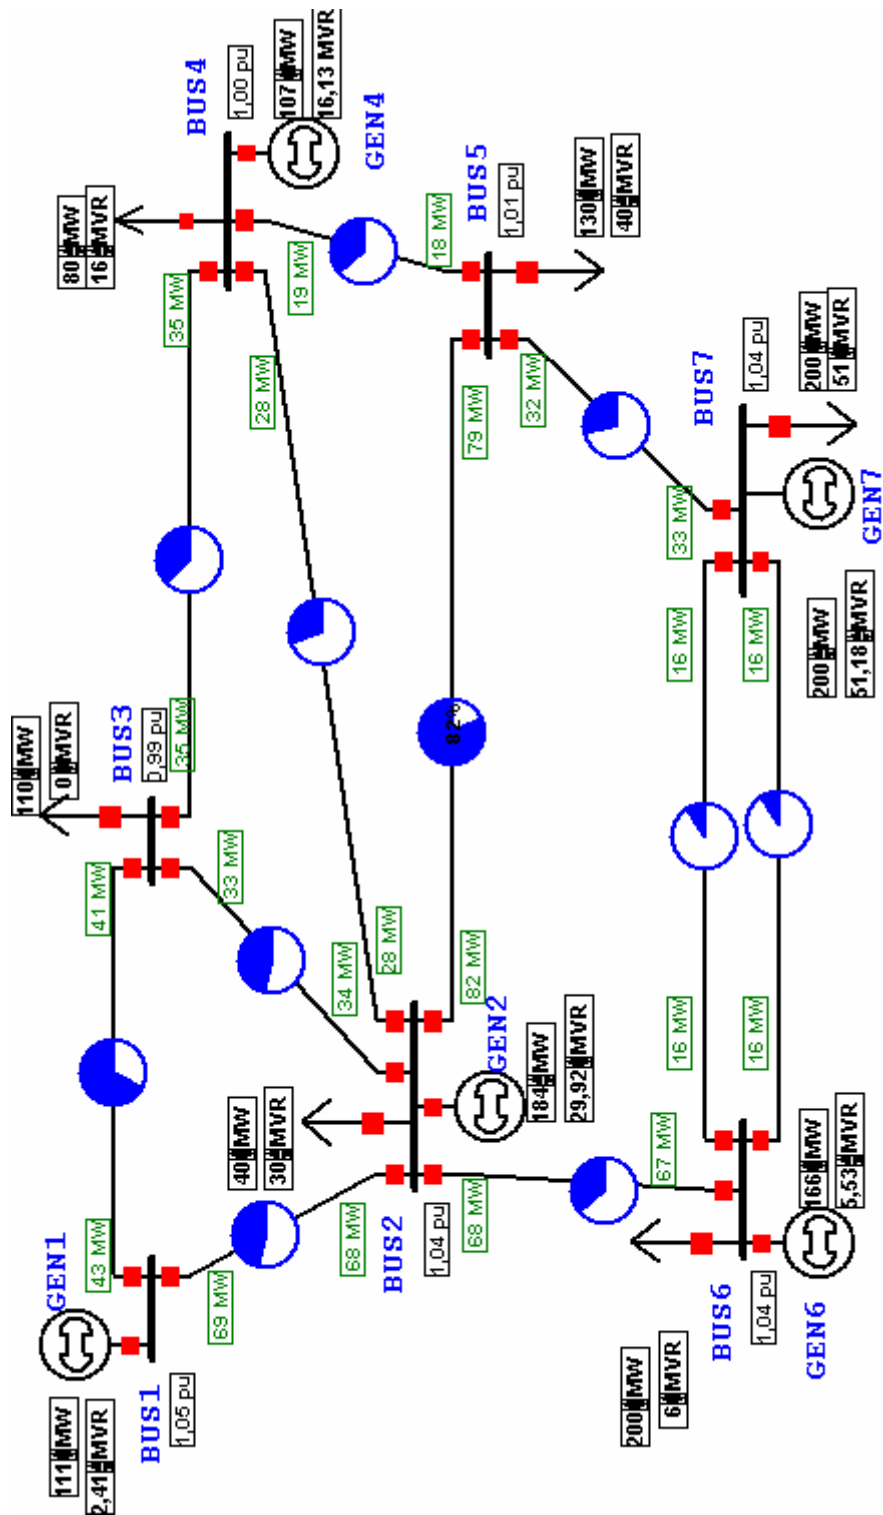 GEN1
111 MW
2,41 MVR
BUS1
1,05 pu
43 MW
69 MW
41 MW
110 MW
0 MVR
BUS3
0,99 pu
35 MW
33 MW
34 MW
35 MW
28 MW
80 MW
16 MVR
BUS4
1,00 pu
107 MW
16,13 MVR
GEN4
19 MW
18 MW
BUS5
1,01 pu
130 MW
40 MVR
79 MW
32 MW
82%
28 MW
82 MW
40 MW
30 MVR
68 MW
BUS2
1,04 pu
GEN2
184 MW
29,92 MVR
68 MW
67 MW
33 MW
BUS7
1,04 pu
200 MW
51 MVR
GEN7
200 MW
51,18 MVR
16 MW
16 MW
16 MW
16 MW
200 MW
6 MVR
BUS6
1,04 pu
GEN6
166 MW
5,53 MVR